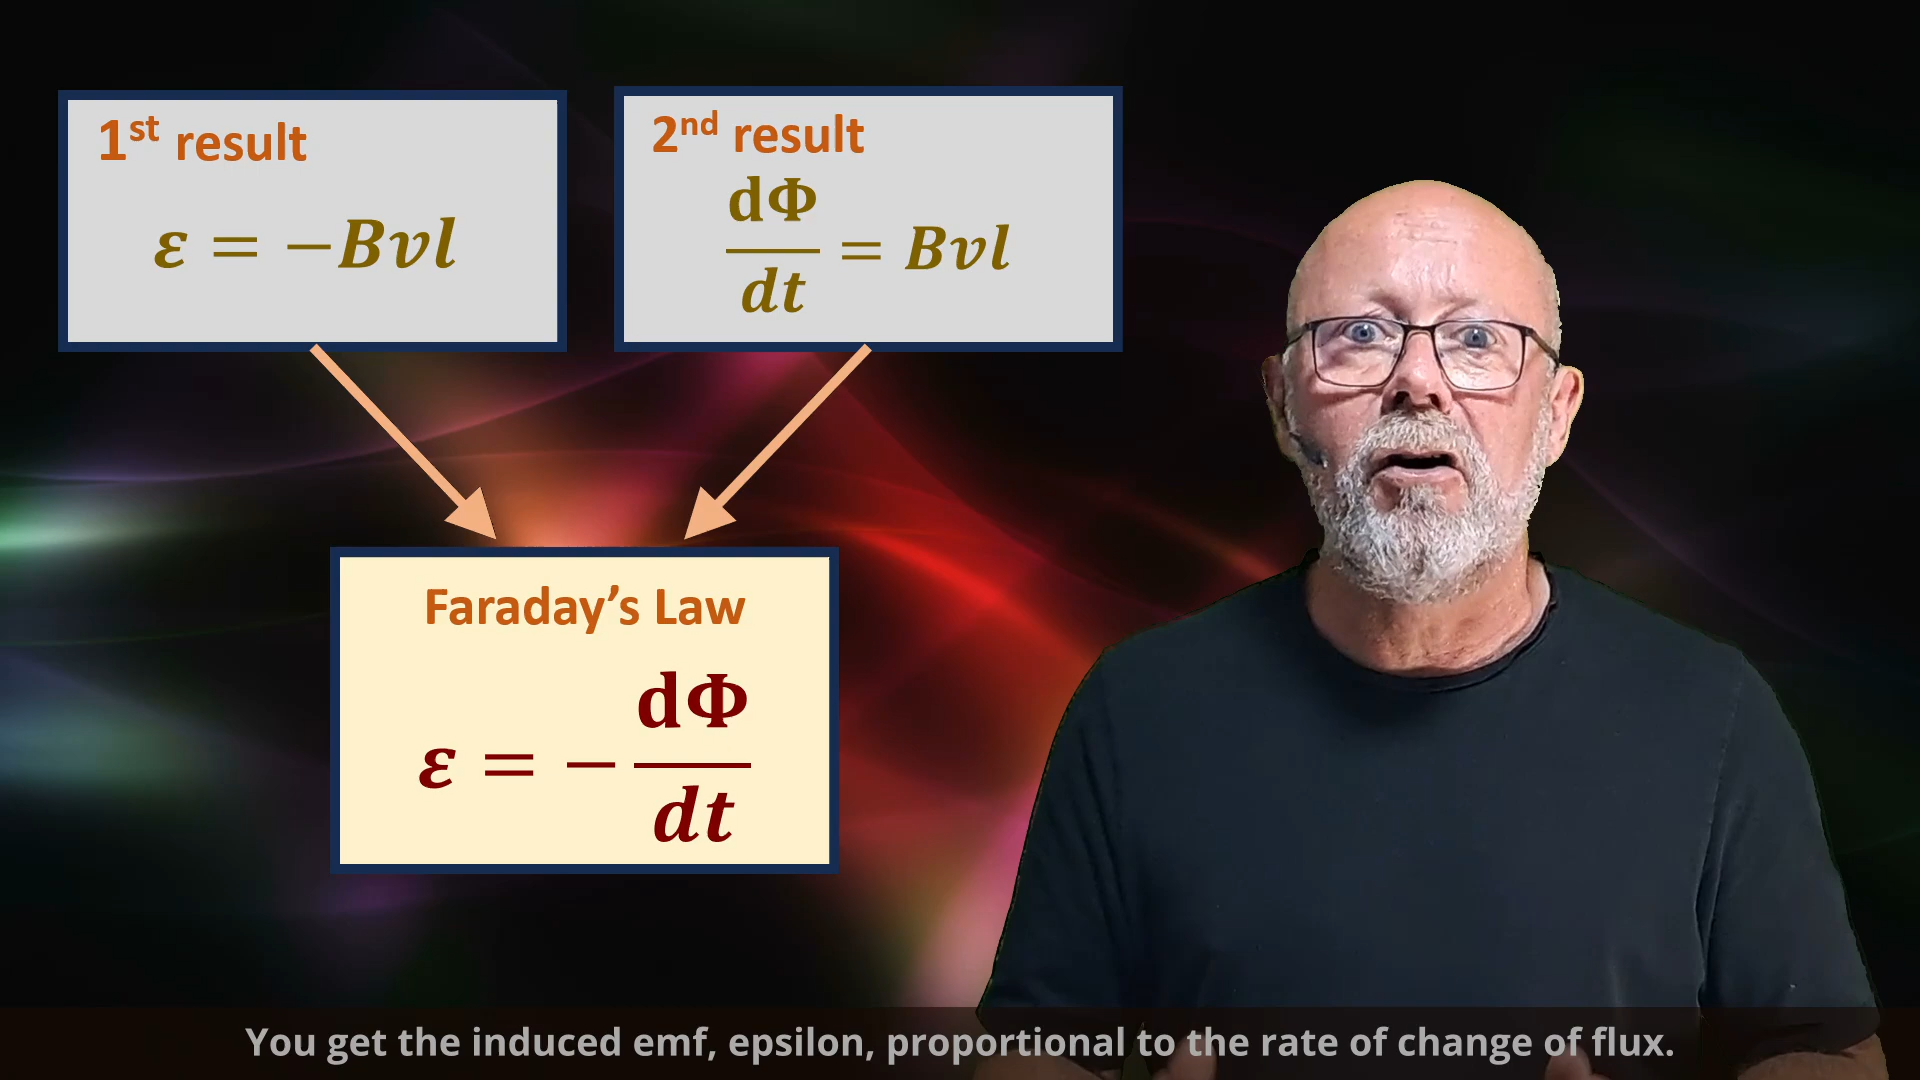 1st result
ε = −Bvl
2nd result
dΦ/dt = Bvl
Faraday’s Law
ε = −dΦ/dt
You get the induced emf, epsilon, proportional to the rate of change of flux.